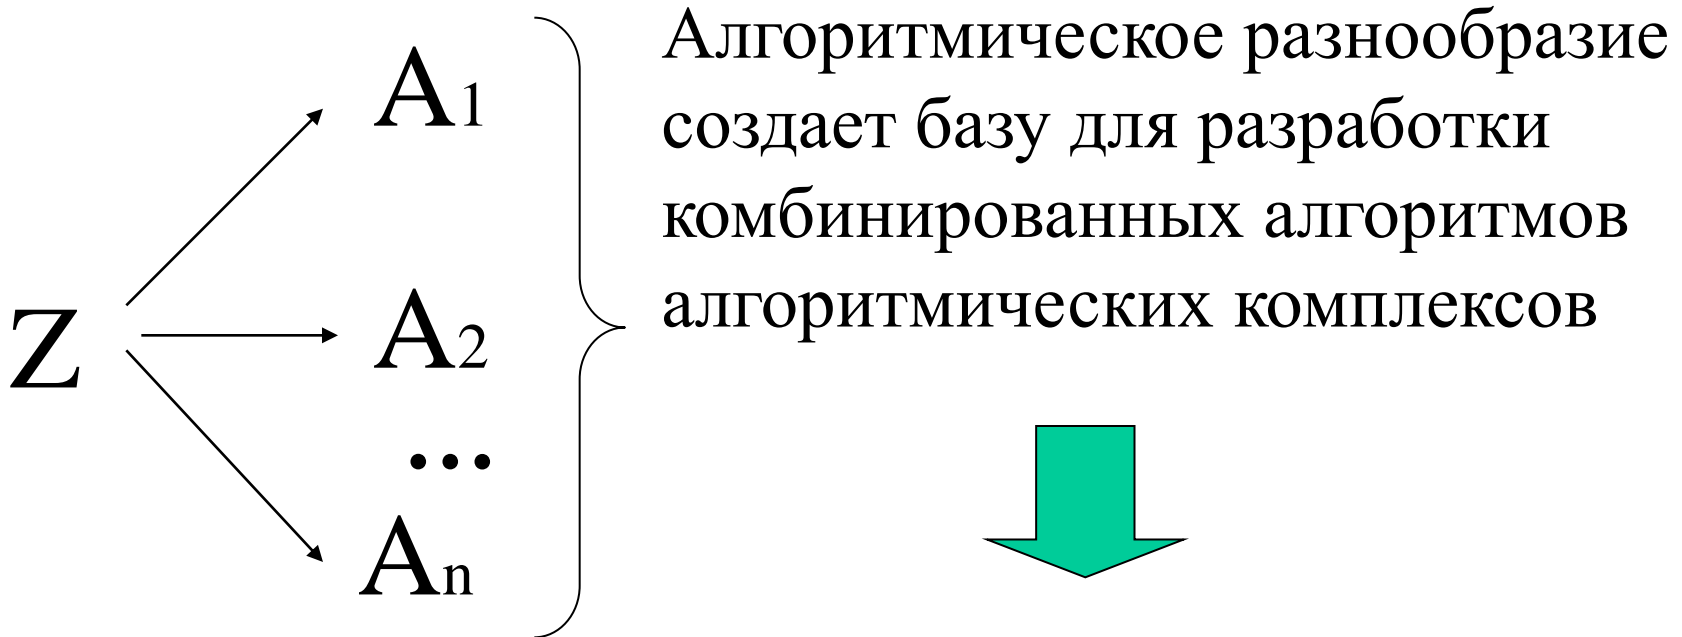 Z
A1
A2
...
An
Алгоритмическое разнообразие
создает базу для разработки
комбинированных алгоритмов
алгоритмических комплексов